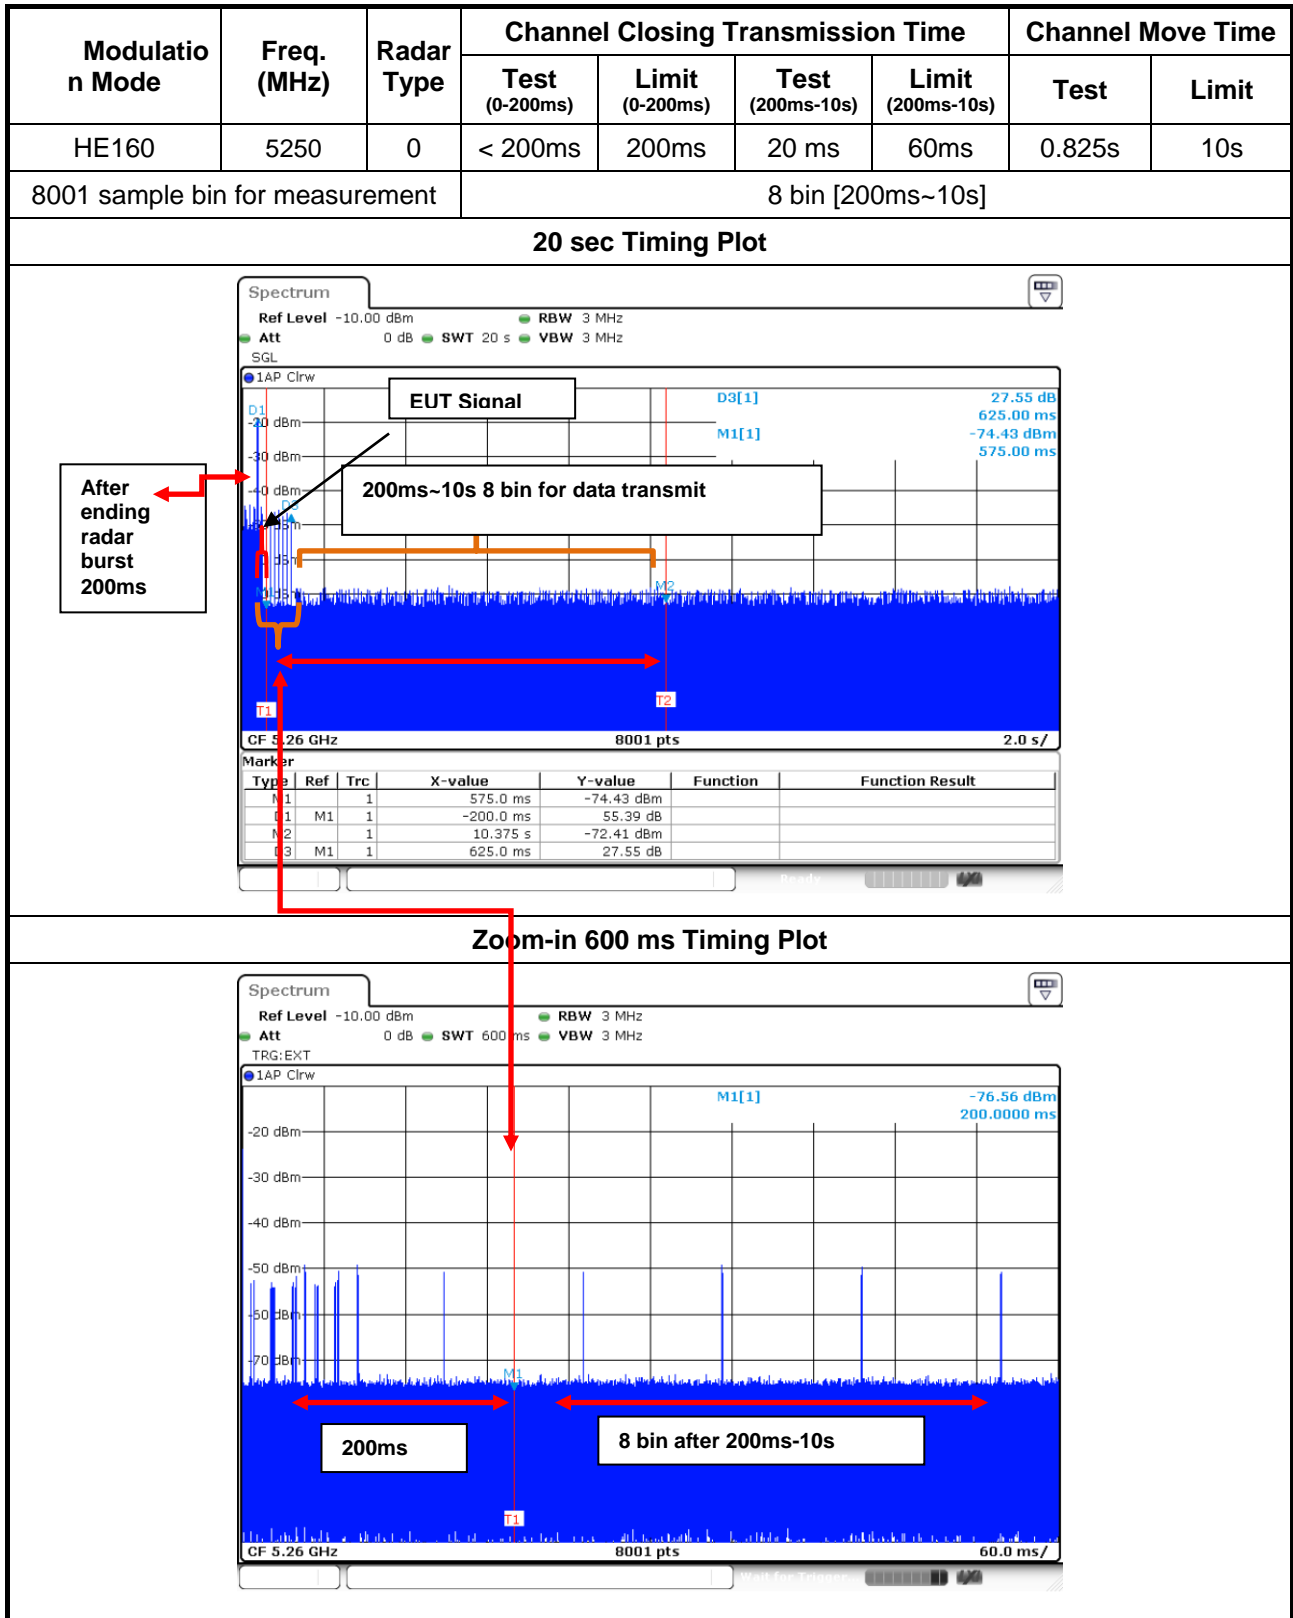 Modulatio
n Mode
Freq.
(MHz)
Radar
Type
Channel Closing Transmission Time
Channel Move Time
Test
(0-200ms)
Limit
(0-200ms)
Test
(200ms-10s)
Limit
(200ms-10s)
Test
Limit
HE160 5250 0 < 200ms 200ms 20 ms 60ms 0.825s 10s
8001 sample bin for measurement 8 bin [200ms~10s]
20 sec Timing Plot
Spectrum
Ref Level -10.00 dBm RBW 3 MHz
Att 0 dB SWT 20 s VBW 3 MHz
SGL
1AP Clrw
EUT Signal
D3[1] 27.55 dB
625.00 ms
M1[1] -74.43 dBm
575.00 ms
D1
-20 dBm
-30 dBm
-40 dBm
D3
200ms~10s 8 bin for data transmit
After
ending
radar
burst
200ms
M2
T1
T2
CF 5.26 GHz 8001 pts 2.0 s/
Marker
Type Ref Trc X-value Y-value Function Function Result
M1 1 575.0 ms -74.43 dBm
D1 M1 1 -200.0 ms 55.39 dB
M2 1 10.375 s -72.41 dBm
D3 M1 1 625.0 ms 27.55 dB
Ready
Zoom-in 600 ms Timing Plot
Spectrum
Ref Level -10.00 dBm RBW 3 MHz
Att 0 dB SWT 600 ms VBW 3 MHz
TRG:EXT
1AP Clrw
M1[1] -76.56 dBm
200.0000 ms
-20 dBm
-30 dBm
-40 dBm
-50 dBm
-60 dBm
-70 dBm
M1
200ms
8 bin after 200ms-10s
T1
CF 5.26 GHz 8001 pts 60.0 ms/
Wait for Trigger